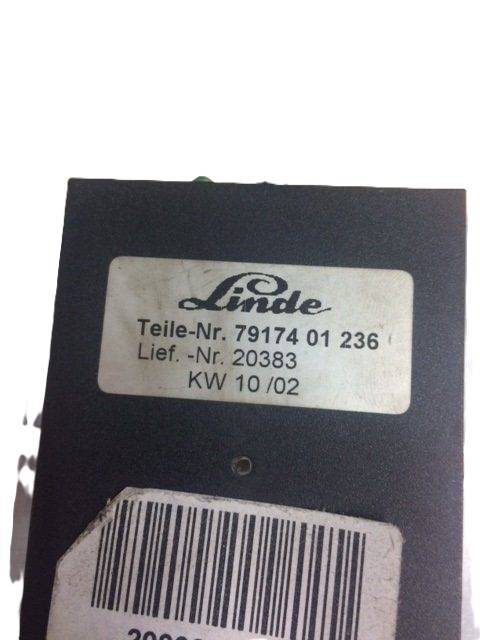 Linde
Teile-Nr. 79174 01 236
Lief. -Nr. 20383
KW 10 /02